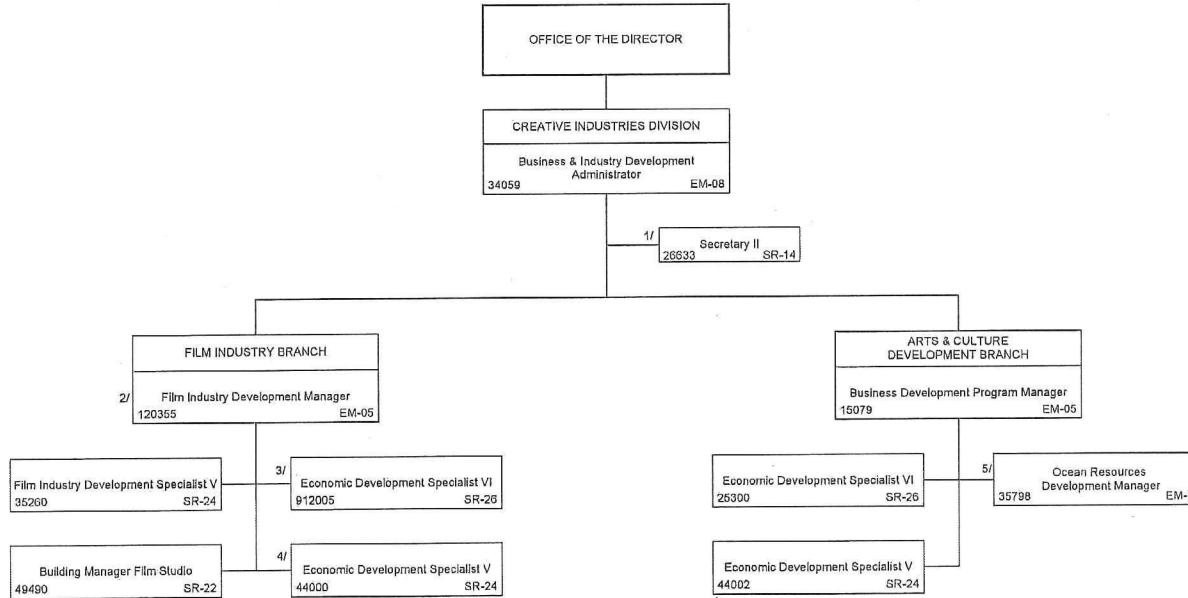 OFFICE OF THE DIRECTOR
CREATIVE INDUSTRIES DIVISION
Business & Industry Development
Administrator
34059 EM-08
1/
Secretary II
26633 SR-14
FILM INDUSTRY BRANCH
2/
Film Industry Development Manager
120355 EM-05
ARTS & CULTURE
DEVELOPMENT BRANCH
Business Development Program Manager
15079 EM-05
Film Industry Development Specialist V
35260 SR-24
3/
Economic Development Specialist VI
912005 SR-26
Economic Development Specialist VI
25300 SR-26
5/
Ocean Resources
Development Manager
35798 EM-
Building Manager Film Studio
49490 SR-22
4/
Economic Development Specialist V
44000 SR-24
Economic Development Specialist V
44002 SR-24